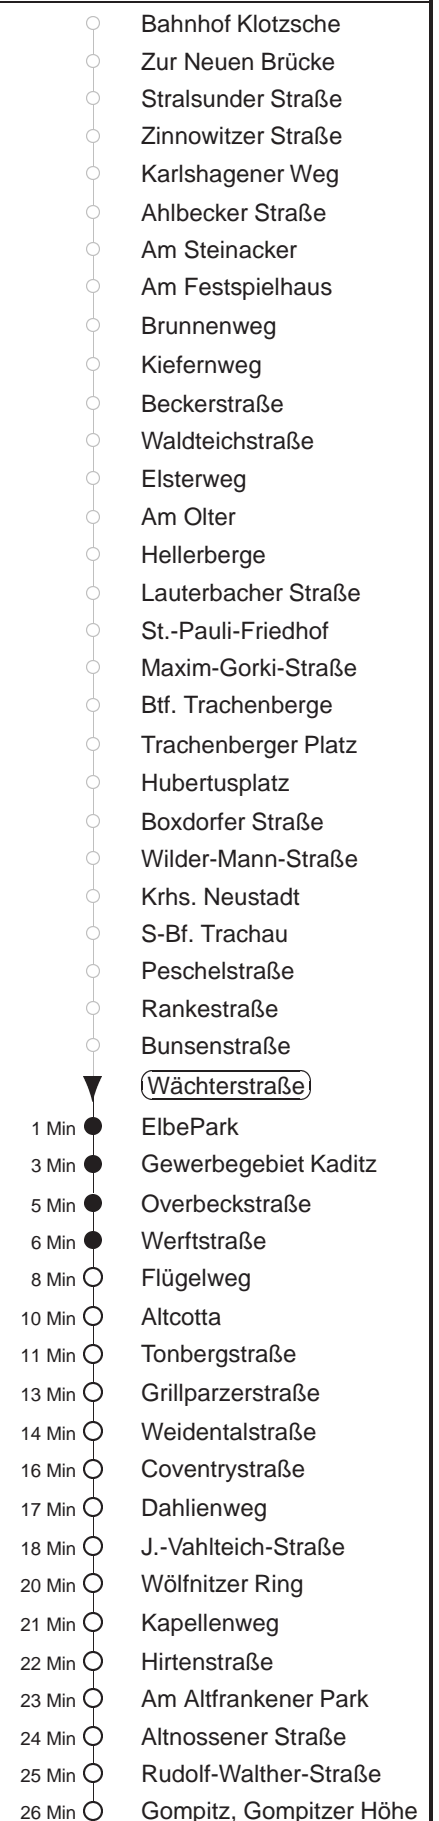 Bahnhof Klotzsche
Zur Neuen Brücke
Stralsunder Straße
Zinnowitzer Straße
Karlshagener Weg
Ahlbecker Straße
Am Steinacker
Am Festspielhaus
Brunnenweg
Kiefernweg
Beckerstraße
Waldteichstraße
Elsterweg
Am Olter
Hellerberge
Lauterbacher Straße
St.-Pauli-Friedhof
Maxim-Gorki-Straße
Btf. Trachenberge
Trachenberger Platz
Hubertusplatz
Boxdorfer Straße
Wilder-Mann-Straße
Krhs. Neustadt
S-Bf. Trachau
Peschelstraße
Rankestraße
Bunsenstraße
Wächterstraße
1 Min ElbePark
3 Min Gewerbegebiet Kaditz
5 Min Overbeckstraße
6 Min Werftstraße
8 Min Flügelweg
10 Min Altcotta
11 Min Tonbergstraße
13 Min Grillparzerstraße
14 Min Weidentalstraße
16 Min Coventrystraße
17 Min Dahlienweg
18 Min J.-Vahlteich-Straße
20 Min Wölfnitzer Ring
21 Min Kapellenweg
22 Min Hirtenstraße
23 Min Am Altfrankener Park
24 Min Altnossener Straße
25 Min Rudolf-Walther-Straße
26 Min Gompitz, Gompitzer Höhe